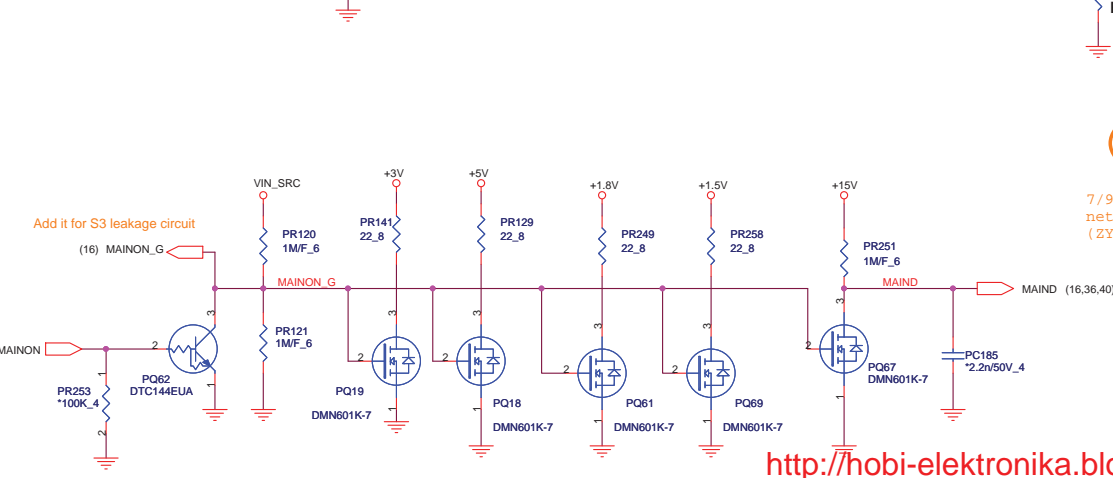 +3V
+5V
VIN_SRC
+1.8V
+1.5V
+15V
7/9
net
(ZY
Add it for S3 leakage circuit
PR120
1M/F_6
PR141
22_8
PR129
22_8
PR249
22_8
PR258
22_8
PR251
1M/F_6
(16) MAINON_G
MAINON_G
MAIND
MAIND (16,36,40)
3
3
3
3
3
3
PR121
1M/F_6
MAINON
2
2
2
2
2
2
1
PR253
*100K_4
2
PQ62
DTC144EUA
1
PQ19
DMN601K-7
1
PQ18
DMN601K-7
1
PQ61
DMN601K-7
1
PQ69
DMN601K-7
1
PQ67
DMN601K-7
1
PC185
*2.2n/50V_4
http://hobi-elektronika.blo